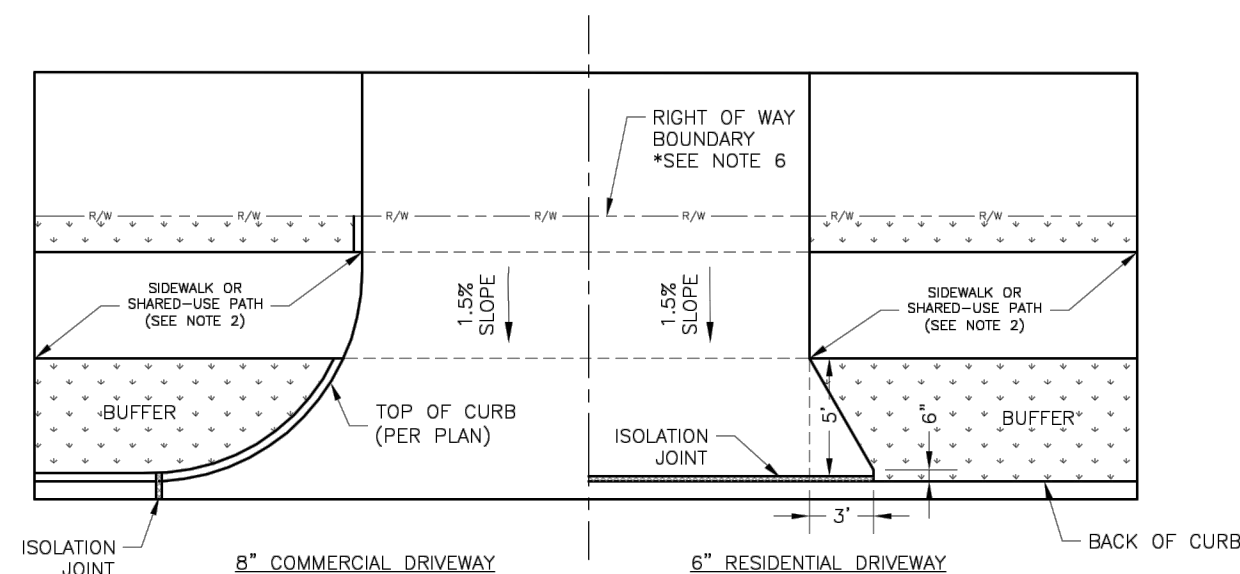 RIGHT OF WAY
BOUNDARY
*SEE NOTE 6
R/W R/W R/W R/W R/W R/W R/W
SIDEWALK OR
SHARED-USE PATH
(SEE NOTE 2)
1.5%
SLOPE
1.5%
SLOPE
SIDEWALK OR
SHARED-USE PATH
(SEE NOTE 2)
BUFFER
TOP OF CURB
(PER PLAN)
ISOLATION
JOINT
5'
6"
BUFFER
3'
ISOLATION
JOINT
8" COMMERCIAL DRIVEWAY
6" RESIDENTIAL DRIVEWAY
BACK OF CURB